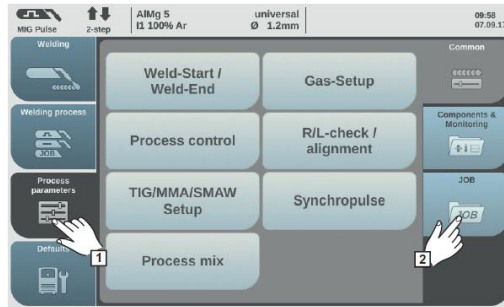 MIG Pulse
2-step
AlMg 5 universal
I1 100% Ar Ø 1.2mm
09:58
07.09.1
Welding
Welding process
JOB
Process
parameters
Defaults
Weld-Start /
Weld-End
Gas-Setup
Process control
R/L-check /
alignment
TIG/MMA/SMAW
Setup
Synchropulse
Process mix
Common
Components &
Monitoring
JOB
JOB
1
2